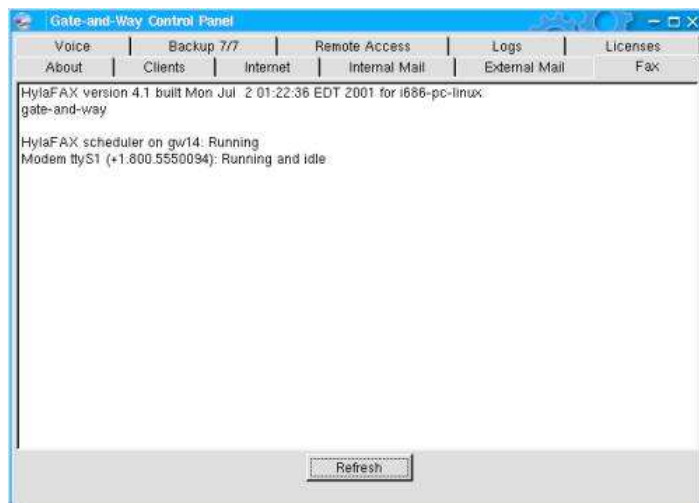 Gate-and-Way Control Panel
Voice Backup 7/7 Remote Access Logs Licenses
About Clients Internet Internal Mail External Mail Fax
HylaFAX version 4.1 built Mon Jul 2 01:22:36 EDT 2001 for i686-pc-linux
gate-and-way
HylaFAX scheduler on gw14: Running
Modem ttyS1 (+1.800.5550094): Running and idle
Refresh